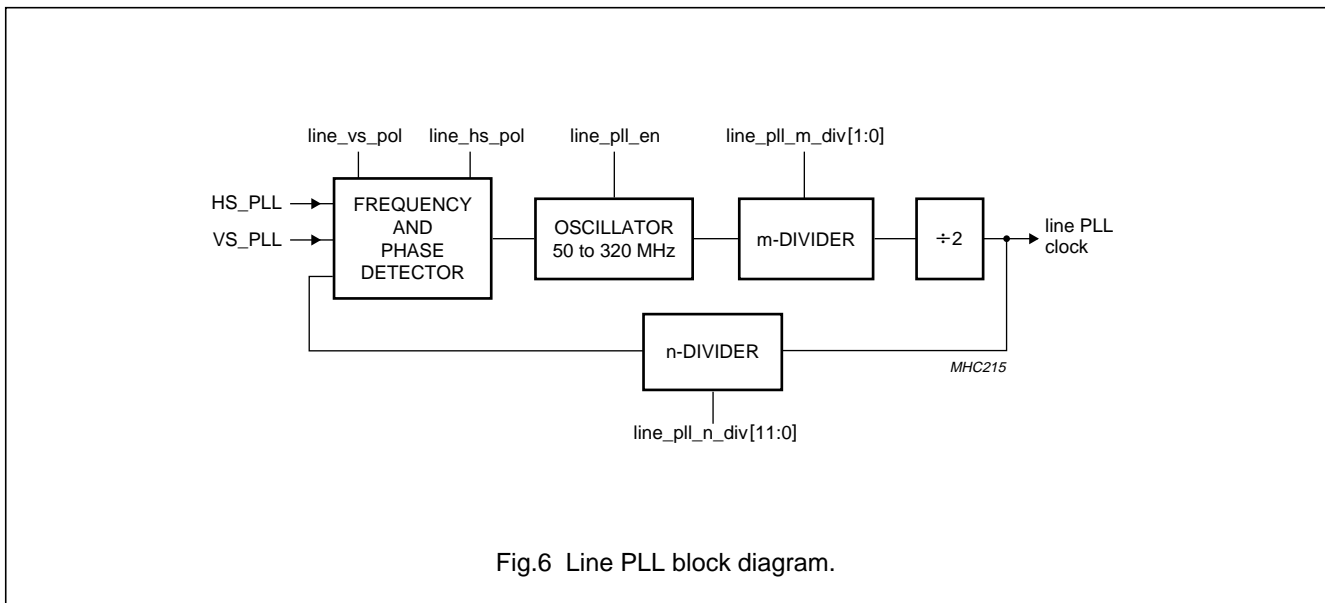 line_vs_pol
line_hs_pol
line_pll_en
line_pll_m_div[1:0]
HS_PLL
VS_PLL
FREQUENCY
AND
PHASE
DETECTOR
OSCILLATOR
50 to 320 MHz
m-DIVIDER
÷2
line PLL
clock
n-DIVIDER
MHC215
line_pll_n_div[11:0]
Fig.6 Line PLL block diagram.